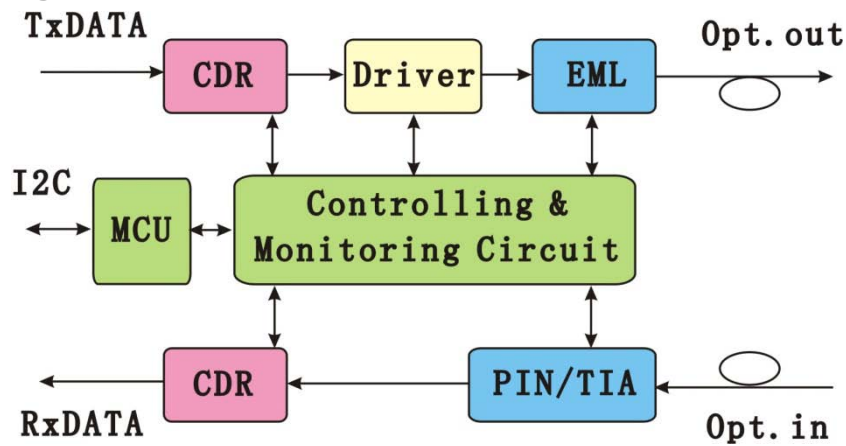 TxDATA
Opt.out
CDR
Driver
EML
I2C
MCU
Controlling &
Monitoring Circuit
CDR
PIN/TIA
RxDATA
Opt.in